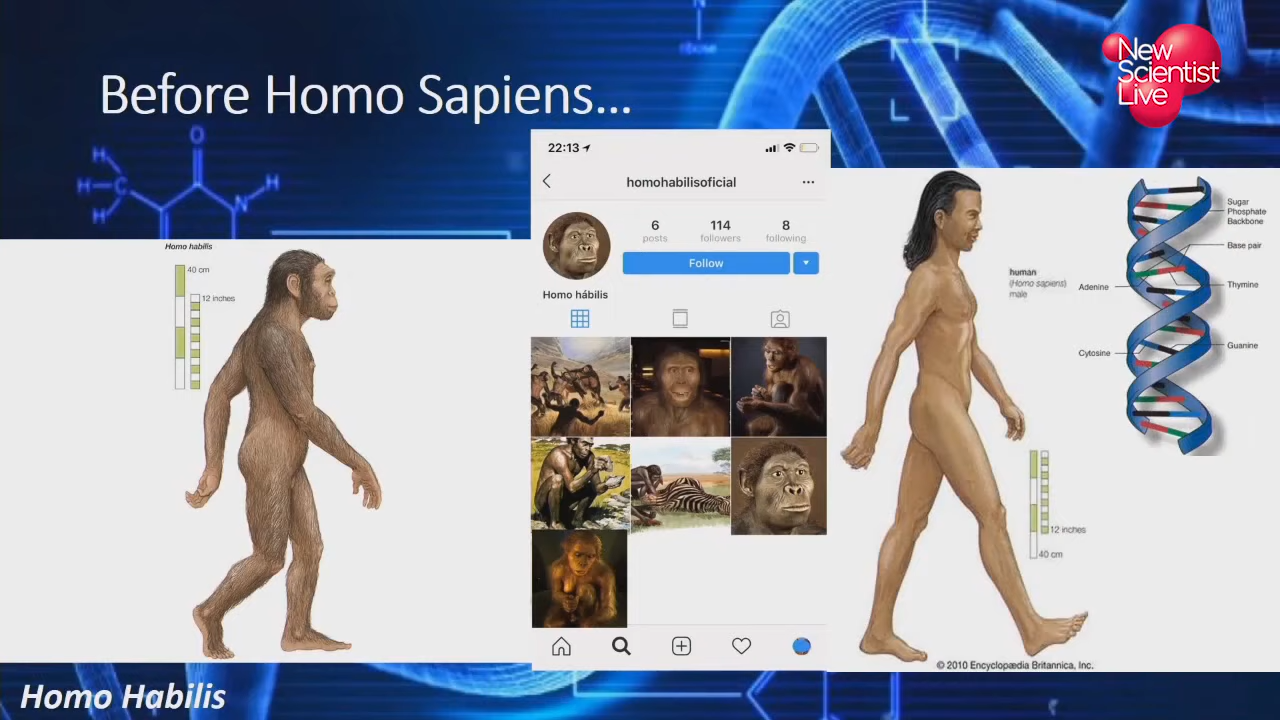 Before Homo Sapiens...
New
Scientist
Live
ribose
O
H
H
H
C
N
H
Homo habilis
40 cm
12 inches
22:13
homohabilisoficial
6
114
8
posts
followers
following
Follow
Homo hábilis
human
(Homo sapiens)
male
Sugar
Phosphate
Backbone
Base pair
Adenine
Thymine
Cytosine
Guanine
12 inches
40 cm
© 2010 Encyclopædia Britannica, Inc.
Homo Habilis